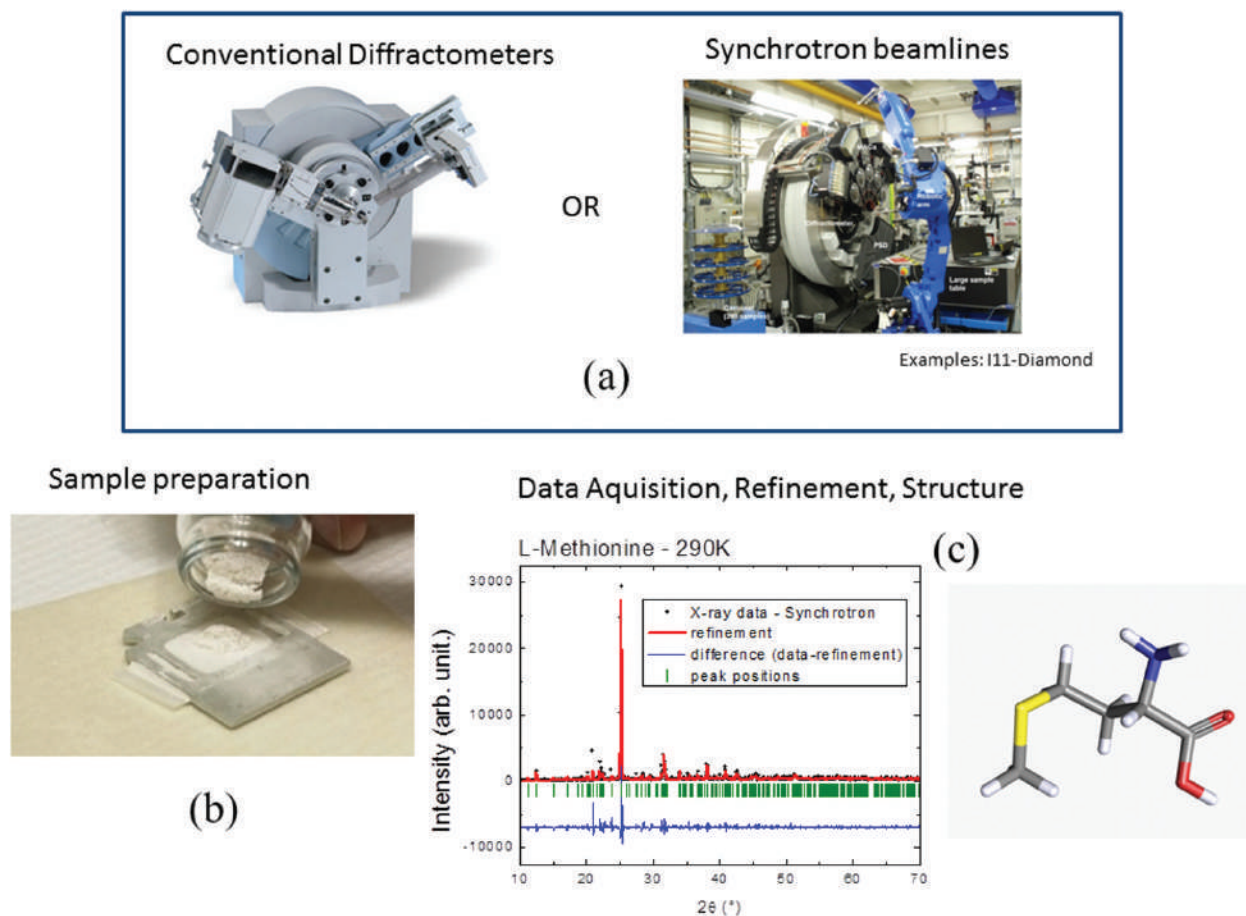 Conventional Diffractometers
Synchrotron beamlines
OR
PSD
Large sample
table
Examples: I11-Diamond
(a)
Sample preparation
Data Aquisition, Refinement, Structure
(b)
(c)
L-Methionine - 290K
X-ray data - Synchrotron
refinement
difference (data-refinement)
peak positions
Intensity (arb. unit.)
30000
20000
10000
0
-10000
10
20
30
40
50
60
70
2θ (°)